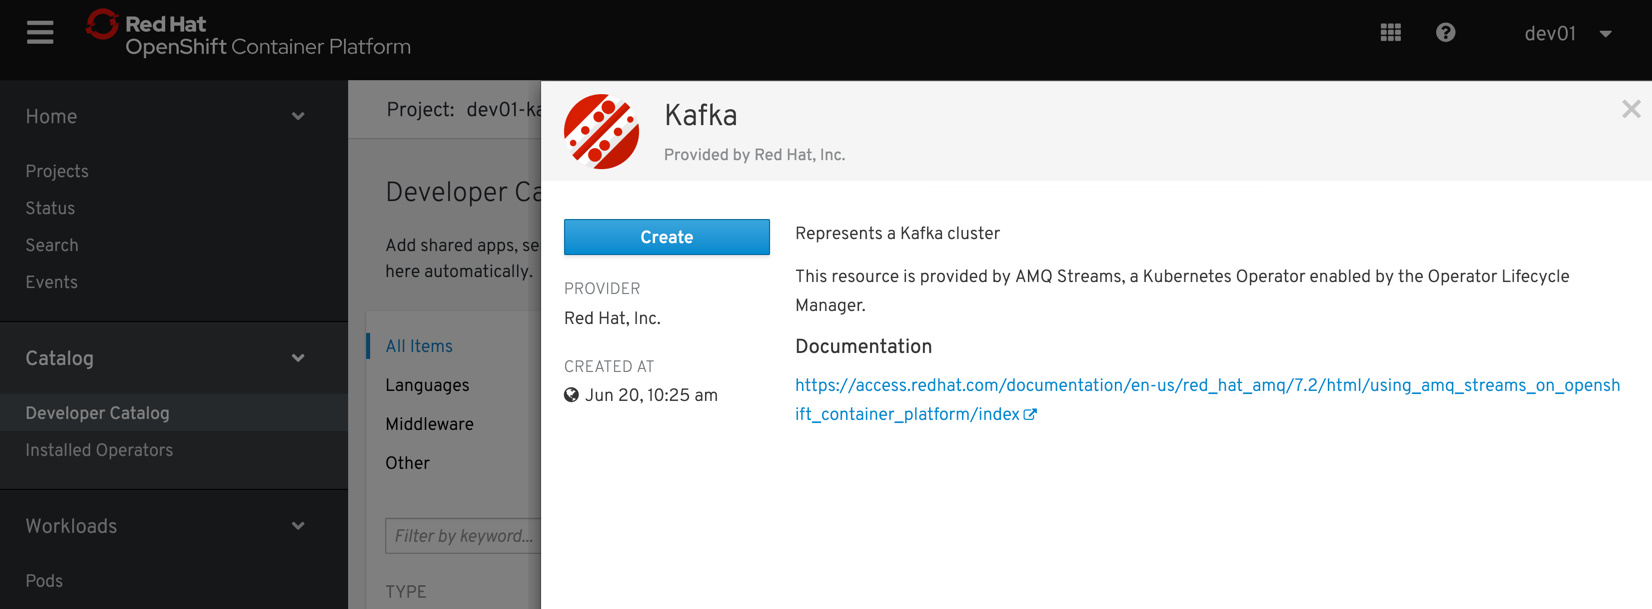 Red Hat
OpenShift Container Platform
dev01
Home
Projects
Status
Search
Events
Catalog
Developer Catalog
Installed Operators
Workloads
Pods
Project: dev01-ka
Developer Ca
Add shared apps, se
here automatically.
All Items
Languages
Middleware
Other
Filter by keyword...
TYPE
Kafka
Provided by Red Hat, Inc.
Create
PROVIDER
Red Hat, Inc.
CREATED AT
Jun 20, 10:25 am
Represents a Kafka cluster
This resource is provided by AMQ Streams, a Kubernetes Operator enabled by the Operator Lifecycle
Manager.
Documentation
https://access.redhat.com/documentation/en-us/red_hat_amq/7.2/html/using_amq_streams_on_opensh
ift_container_platform/index